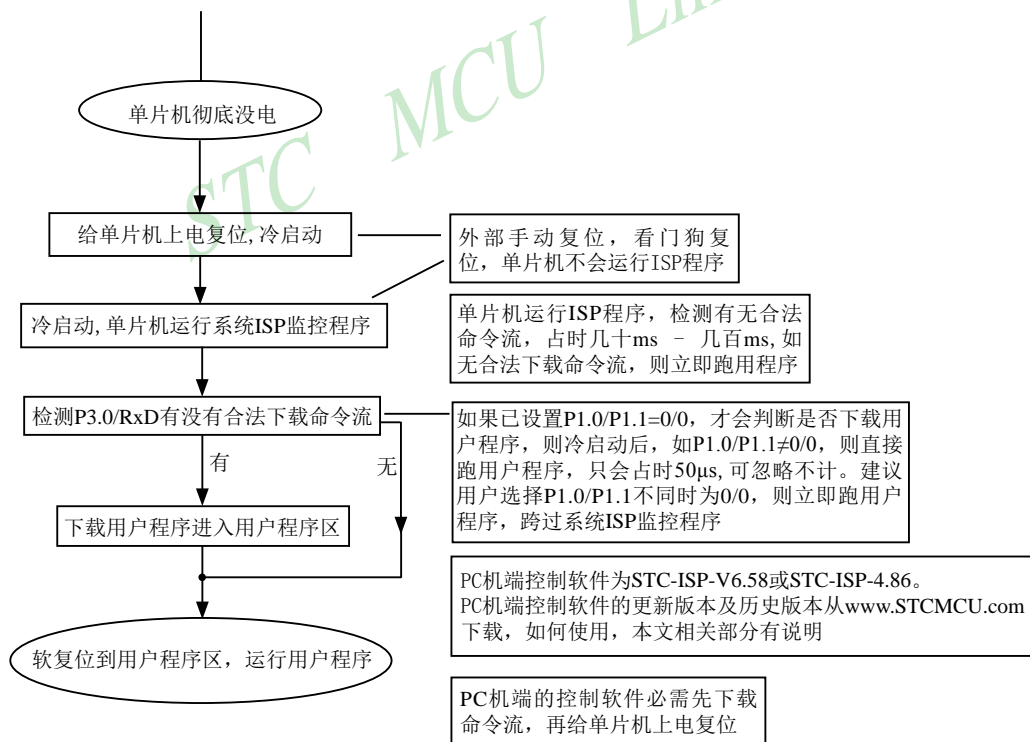 STC MCU Lim
单片机彻底没电
给单片机上电复位,冷启动
外部手动复位，看门狗复
位，单片机不会运行ISP程序
冷启动,单片机运行系统ISP监控程序
单片机运行ISP程序，检测有无合法
命令流，占时几十ms - 几百ms,如
无合法下载命令流，则立即跑用程序
检测P3.0/RxD有没有合法下载命令流
如果已设置P1.0/P1.1=0/0，才会判断是否下载用
户程序，则冷启动后，如P1.0/P1.1≠0/0，则直接
跑用户程序，只会占时50μs,可忽略不计。建议
用户选择P1.0/P1.1不同时为0/0，则立即跑用户
程序，跨过系统ISP监控程序
有
无
下载用户程序进入用户程序区
PC机端控制软件为STC-ISP-V6.58或STC-ISP-4.86。
PC机端控制软件的更新版本及历史版本从www.STCMCU.com
下载，如何使用，本文相关部分有说明
软复位到用户程序区，运行用户程序
PC机端的控制软件必需先下载
命令流，再给单片机上电复位